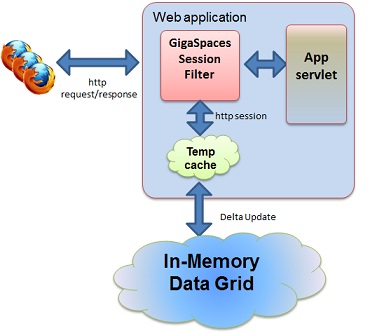 Web application
GigaSpaces
Session
Filter
App
servlet
http
request/response
http session
Temp
cache
Delta Update
In-Memory
Data Grid